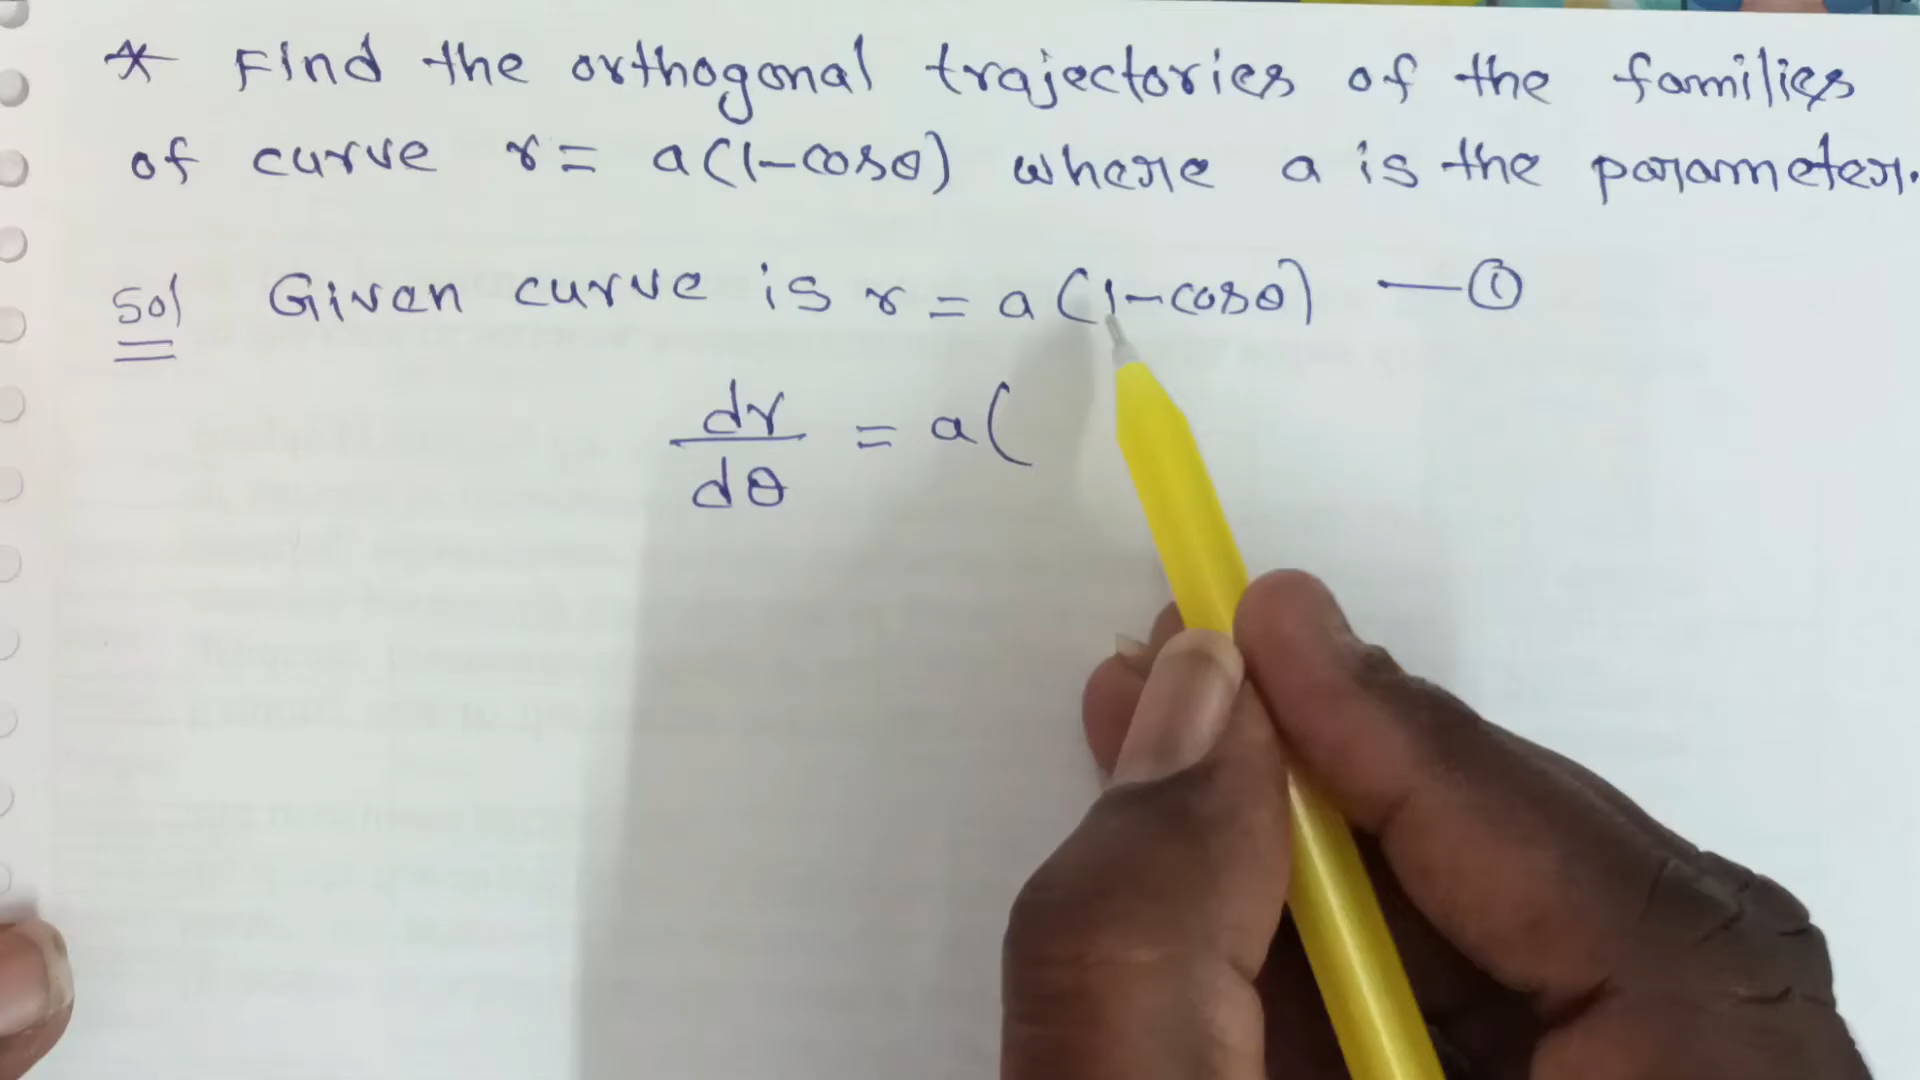 * Find the orthogonal trajectories of the families
of curve r = a(1-cosθ) where a is the parameter.
Sol Given curve is r = a(1-cosθ) —①
dr
dθ = a(